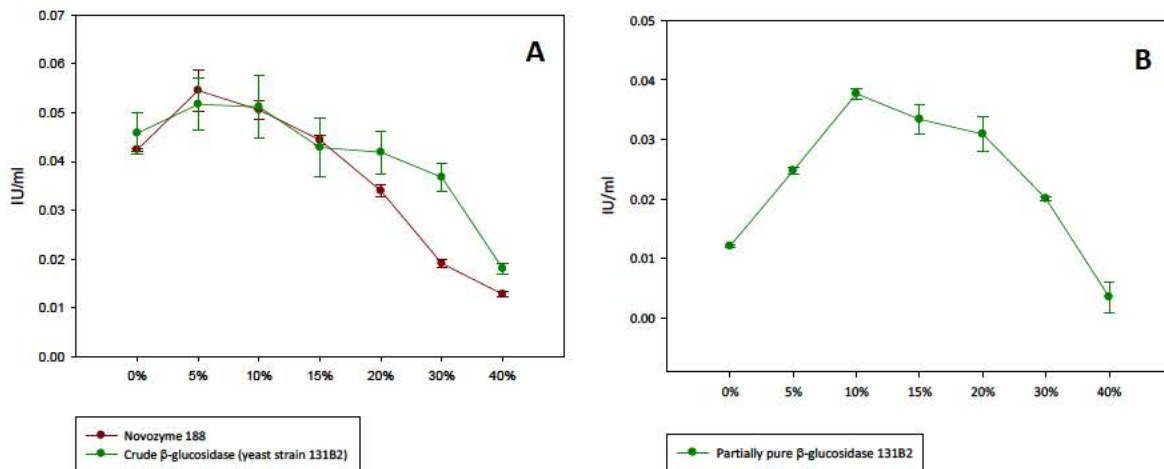 A
0.07
0.06
0.05
0.04
0.03
0.02
0.01
0.00
IU/ml
0% 5% 10% 15% 20% 30% 40%
Novozyme 188
Crude β-glucosidase (yeast strain 131B2)
B
0.05
0.04
0.03
0.02
0.01
0.00
IU/ml
0% 5% 10% 15% 20% 30% 40%
Partially pure β-glucosidase 131B2